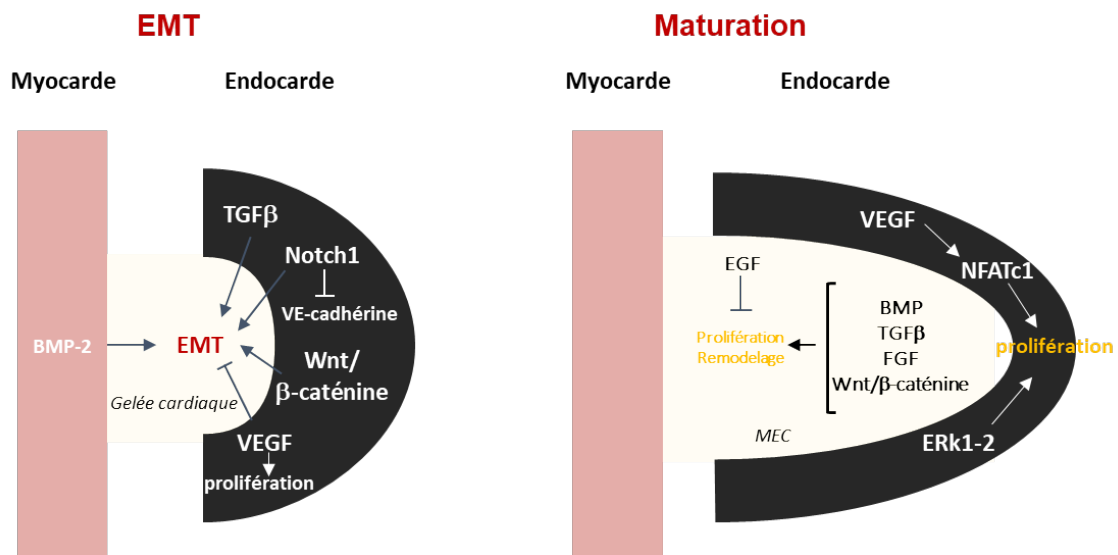 EMT
Myocarde
Endocarde
TGFβ
Notch1
VE-cadhérine
BMP-2
EMT
Wnt/
β-caténine
Gelée cardiaque
VEGF
prolifération
Maturation
Myocarde
Endocarde
VEGF
EGF
NFATc1
BMP
TGFβ
FGF
Wnt/β-caténine
Prolifération
Remodelage
prolifération
MEC
ERk1-2